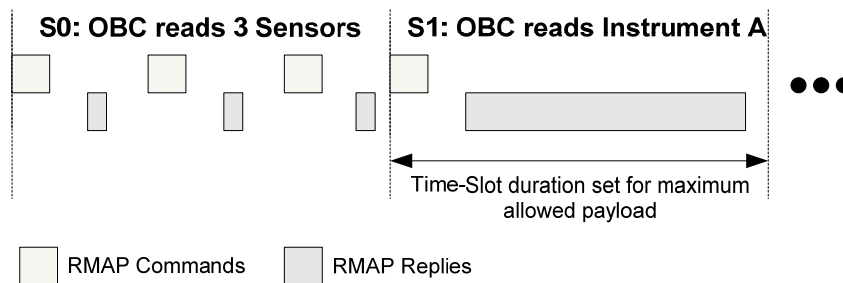 S0: OBC reads 3 Sensors
S1: OBC reads Instrument A
Time-Slot duration set for maximum
allowed payload
RMAP Commands
RMAP Replies